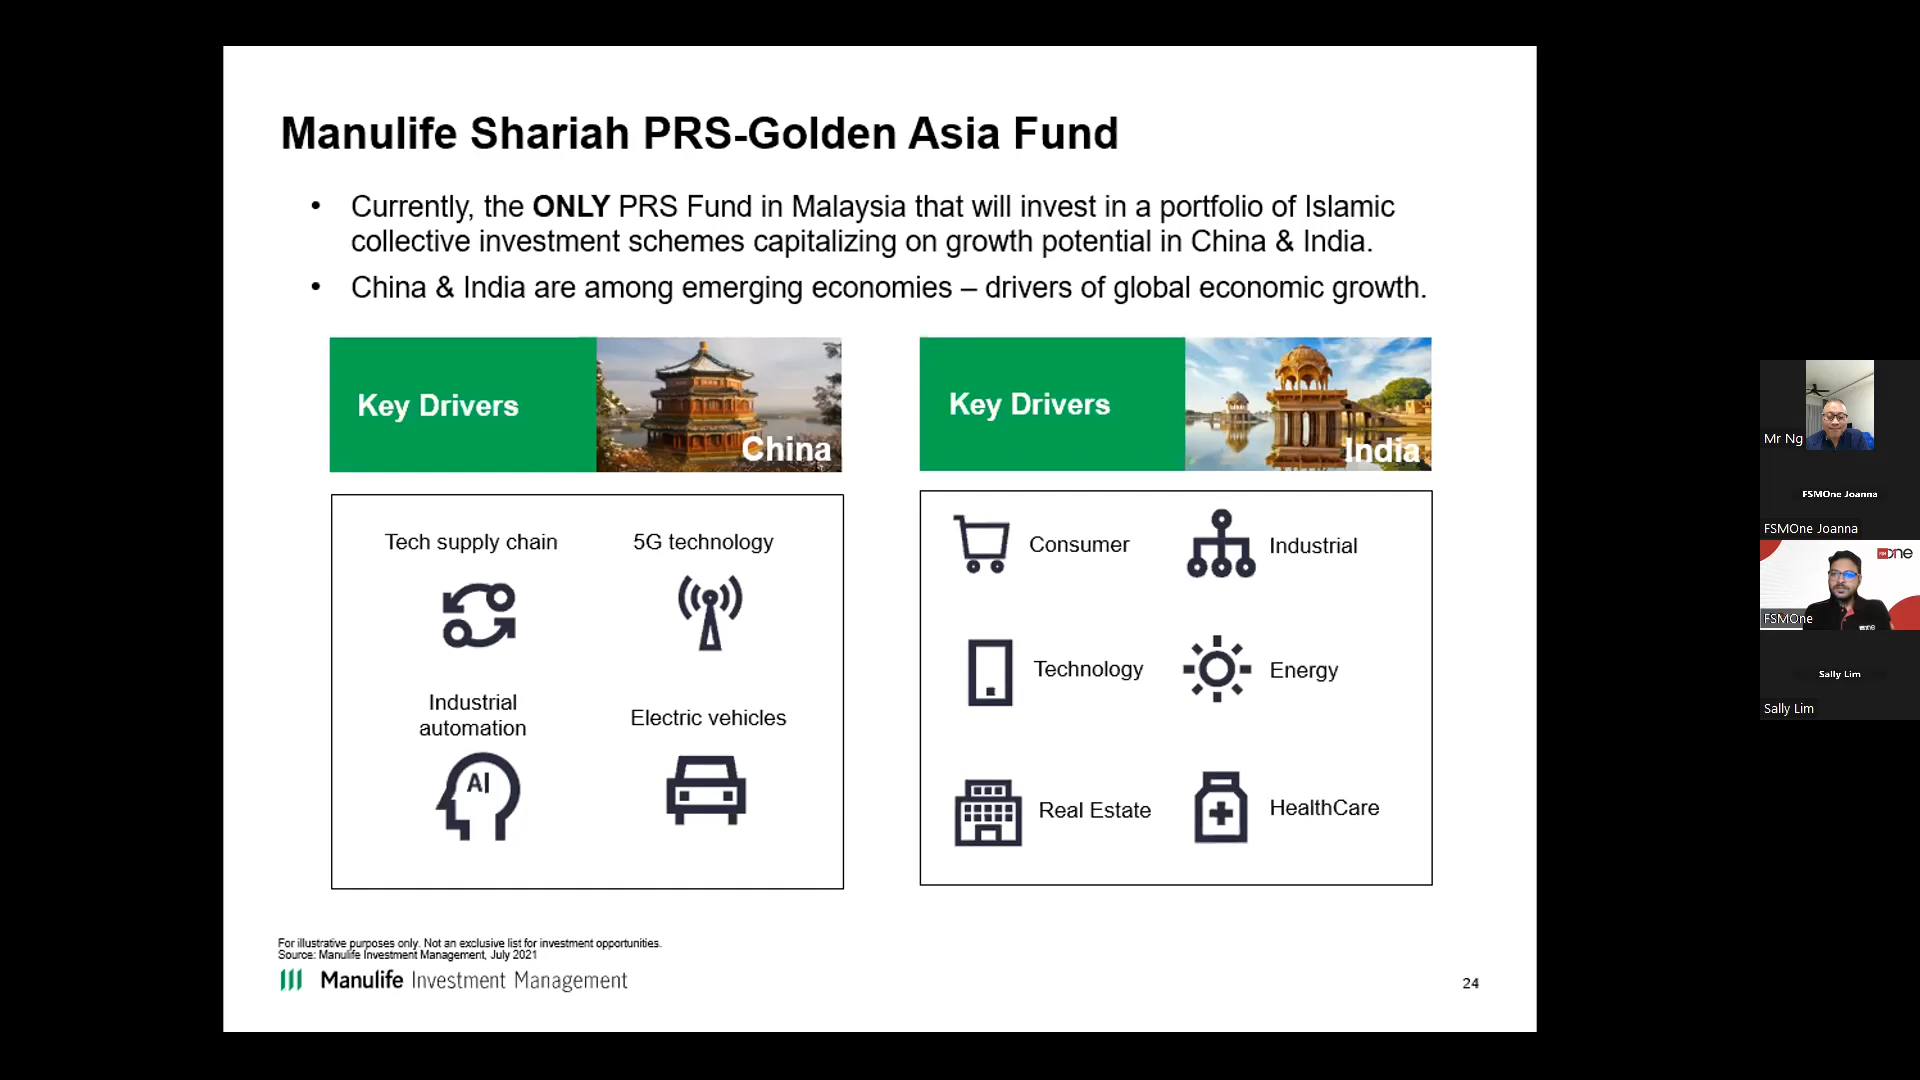 Manulife Shariah PRS-Golden Asia Fund
• Currently, the ONLY PRS Fund in Malaysia that will invest in a portfolio of Islamic
collective investment schemes capitalizing on growth potential in China & India.
• China & India are among emerging economies – drivers of global economic growth.
Key Drivers
China
Tech supply chain
5G technology
Industrial
automation
Electric vehicles
AI
Key Drivers
India
Consumer
Industrial
Technology
Energy
Real Estate
HealthCare
For illustrative purposes only. Not an exclusive list for investment opportunities.
Source: Manulife Investment Management, July 2021
Manulife Investment Management
24
Mr Ng
FSMOne Joanna
FSMOne Joanna
FSM One
FSMOne
Sally Lim
Sally Lim